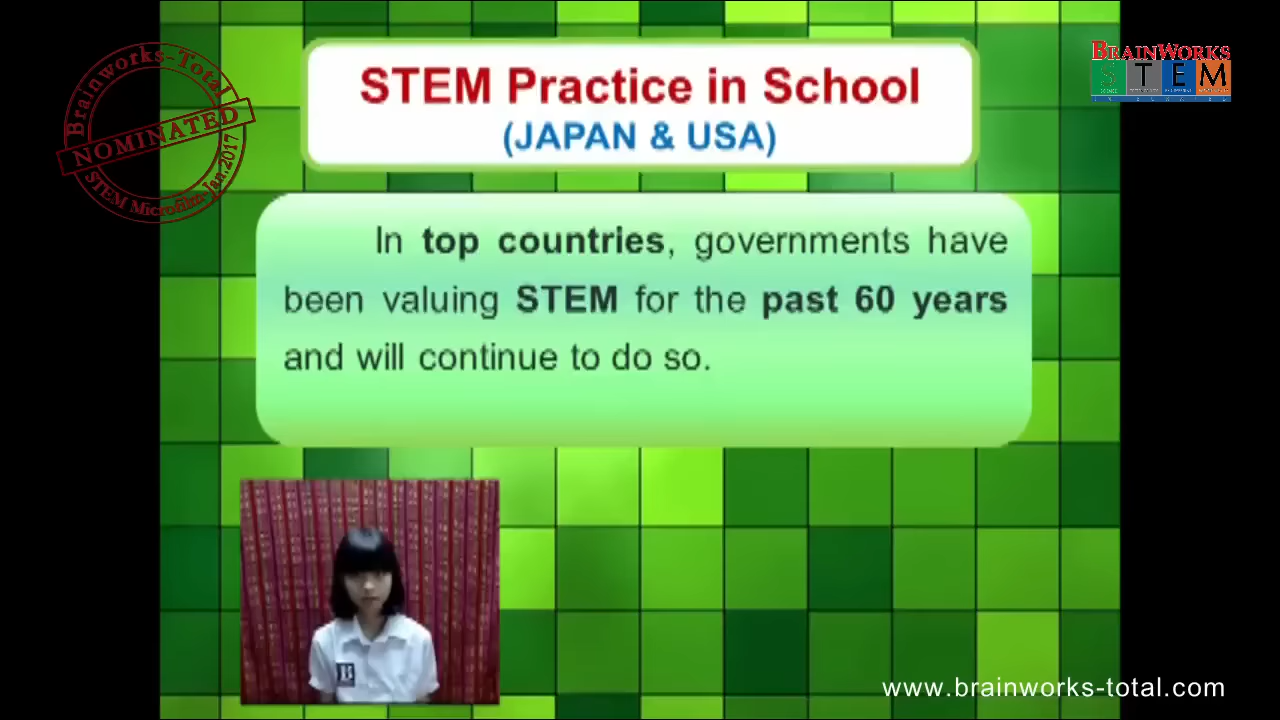 Brainworks-Total
NOMINATED
STEM Microfilm-Jan,2017
BRAINWORKS
STEM
STEM Practice in School
(JAPAN & USA)
In top countries, governments have
been valuing STEM for the past 60 years
and will continue to do so.
www.brainworks-total.com